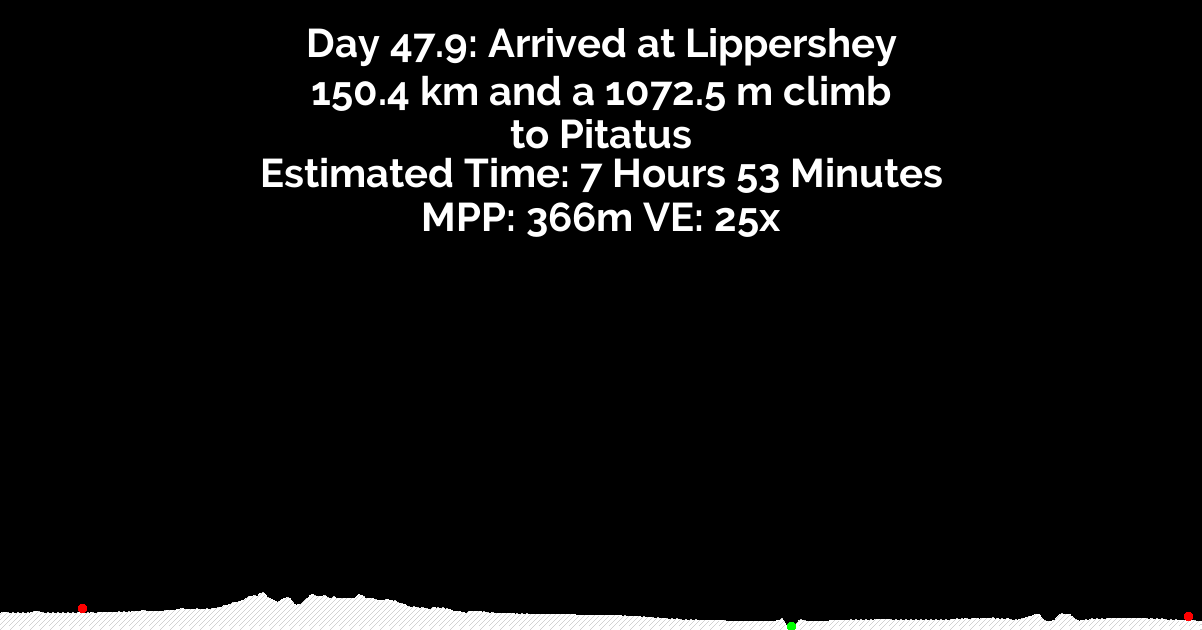 Day 47.9: Arrived at Lippershey
150.4 km and a 1072.5 m climb
to Pitatus
Estimated Time: 7 Hours 53 Minutes
MPP: 366m VE: 25x